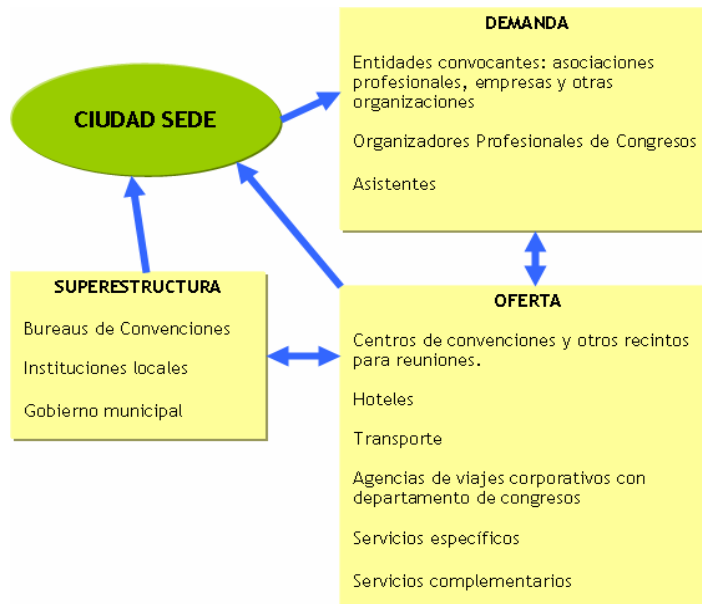 CIUDAD SEDE
DEMANDA
Entidades convocantes: asociaciones
profesionales, empresas y otras
organizaciones
Organizadores Profesionales de Congresos
Asistentes
SUPERESTRUCTURA
Bureaus de Convenciones
Instituciones locales
Gobierno municipal
OFERTA
Centros de convenciones y otros recintos
para reuniones.
Hoteles
Transporte
Agencias de viajes corporativos con
departamento de congresos
Servicios específicos
Servicios complementarios